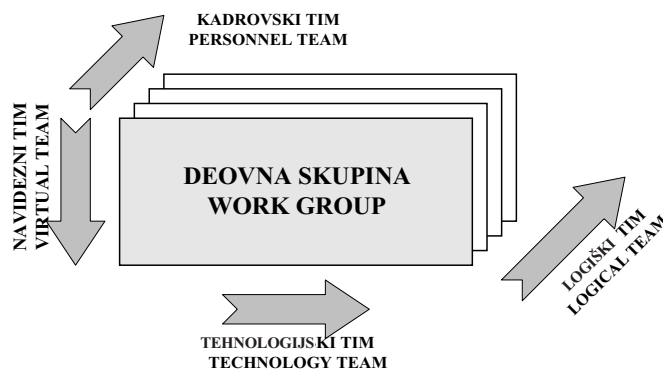 KADROVSKI TIM
PERSONNEL TEAM
NAVIDEZNI TIM
VIRTUAL TEAM
DEOVNA SKUPINA
WORK GROUP
LOGIŠKI TIM
LOGICAL TEAM
TEHNOLOGIJSKI TIM
TECHNOLOGY TEAM